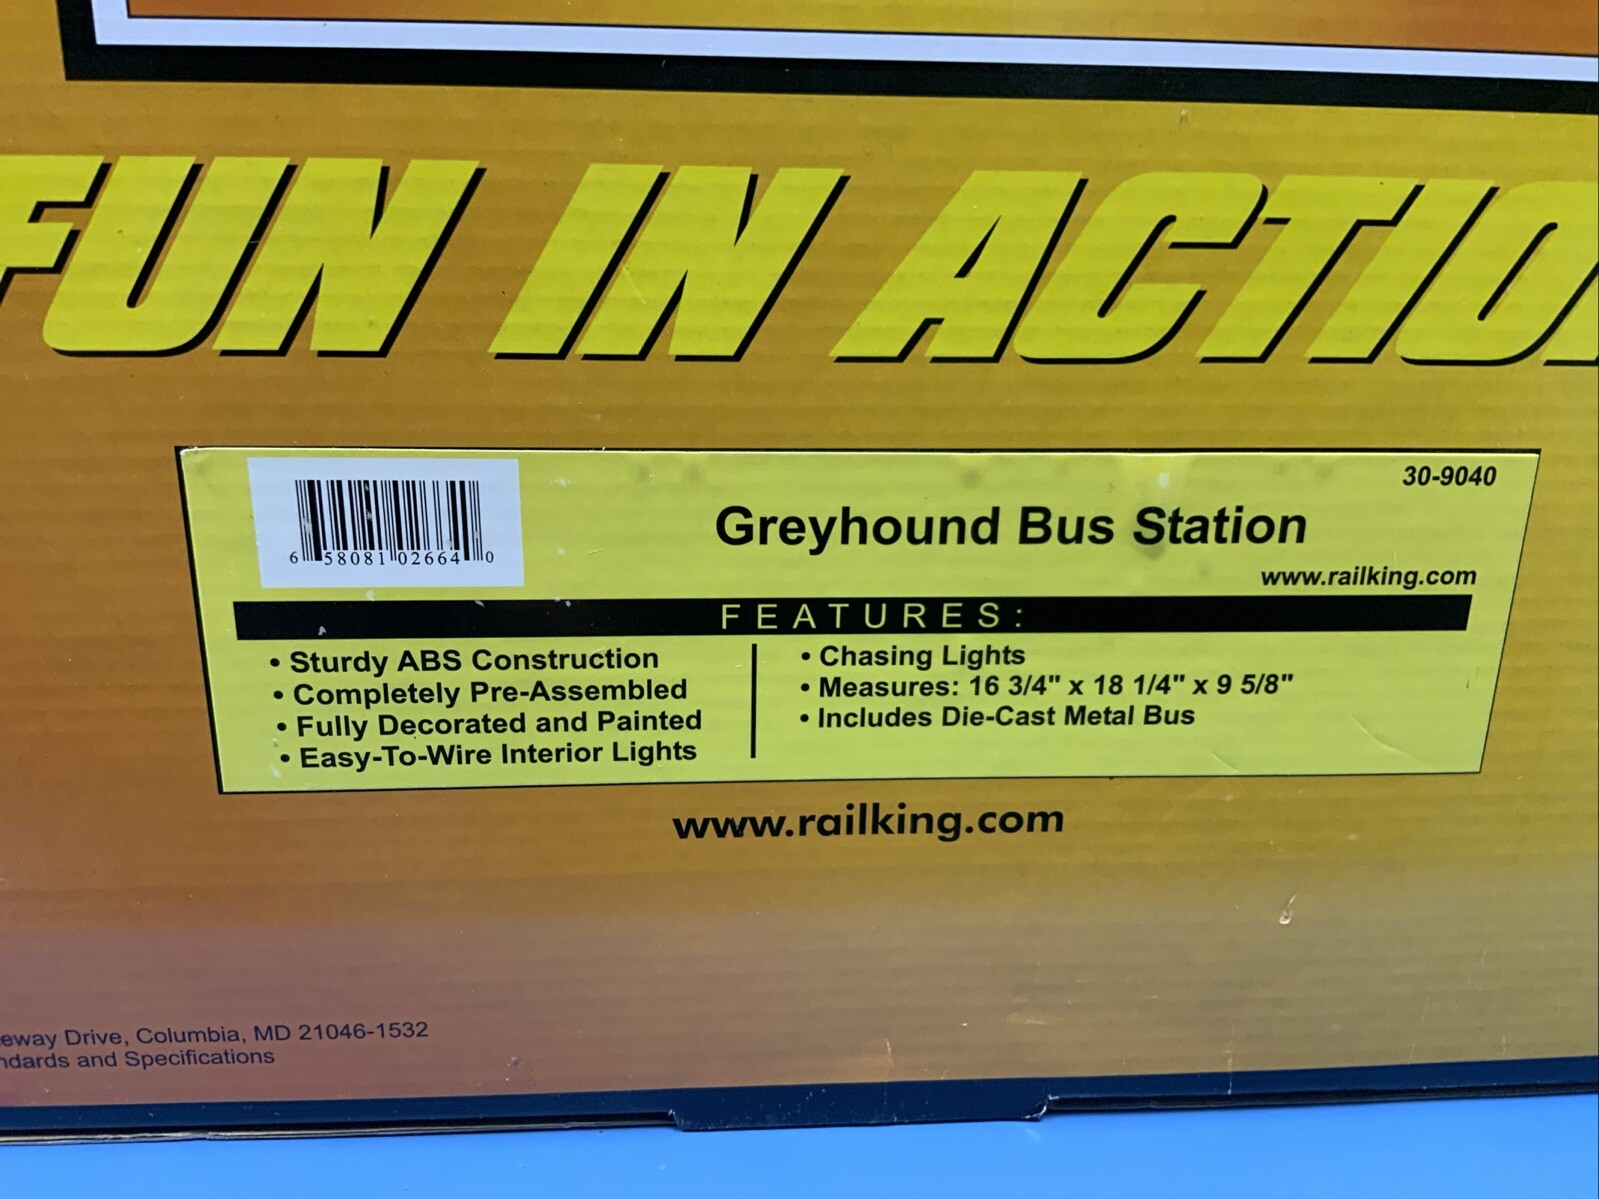 FUN IN ACTIO
30-9040
Greyhound Bus Station
www.railking.com
6 58081 02664 0
FEATURES:
• Sturdy ABS Construction
• Completely Pre-Assembled
• Fully Decorated and Painted
• Easy-To-Wire Interior Lights
• Chasing Lights
• Measures: 16 3/4" x 18 1/4" x 9 5/8"
• Includes Die-Cast Metal Bus
www.railking.com
eway Drive, Columbia, MD 21046-1532
ndards and Specifications